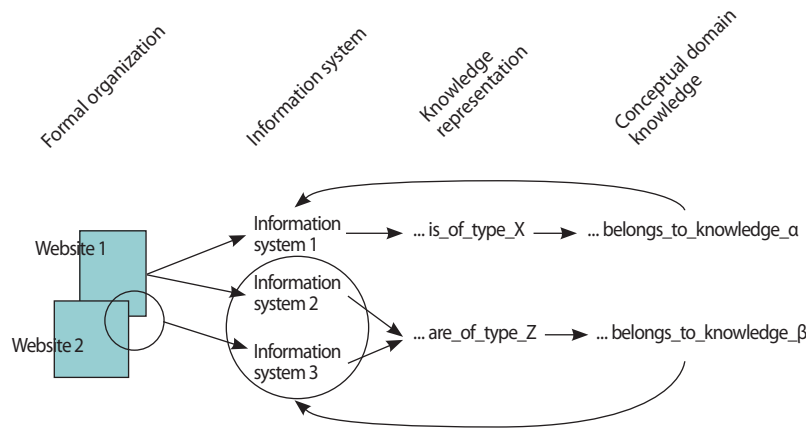 Formal organization
Information system
Knowledge
representation
Conceptual domain
knowledge
Website 1
Website 2
Information
system 1
Information
system 2
Information
system 3
... is_of_type_X
... are_of_type_Z
... belongs_to_knowledge_α
... belongs_to_knowledge_β